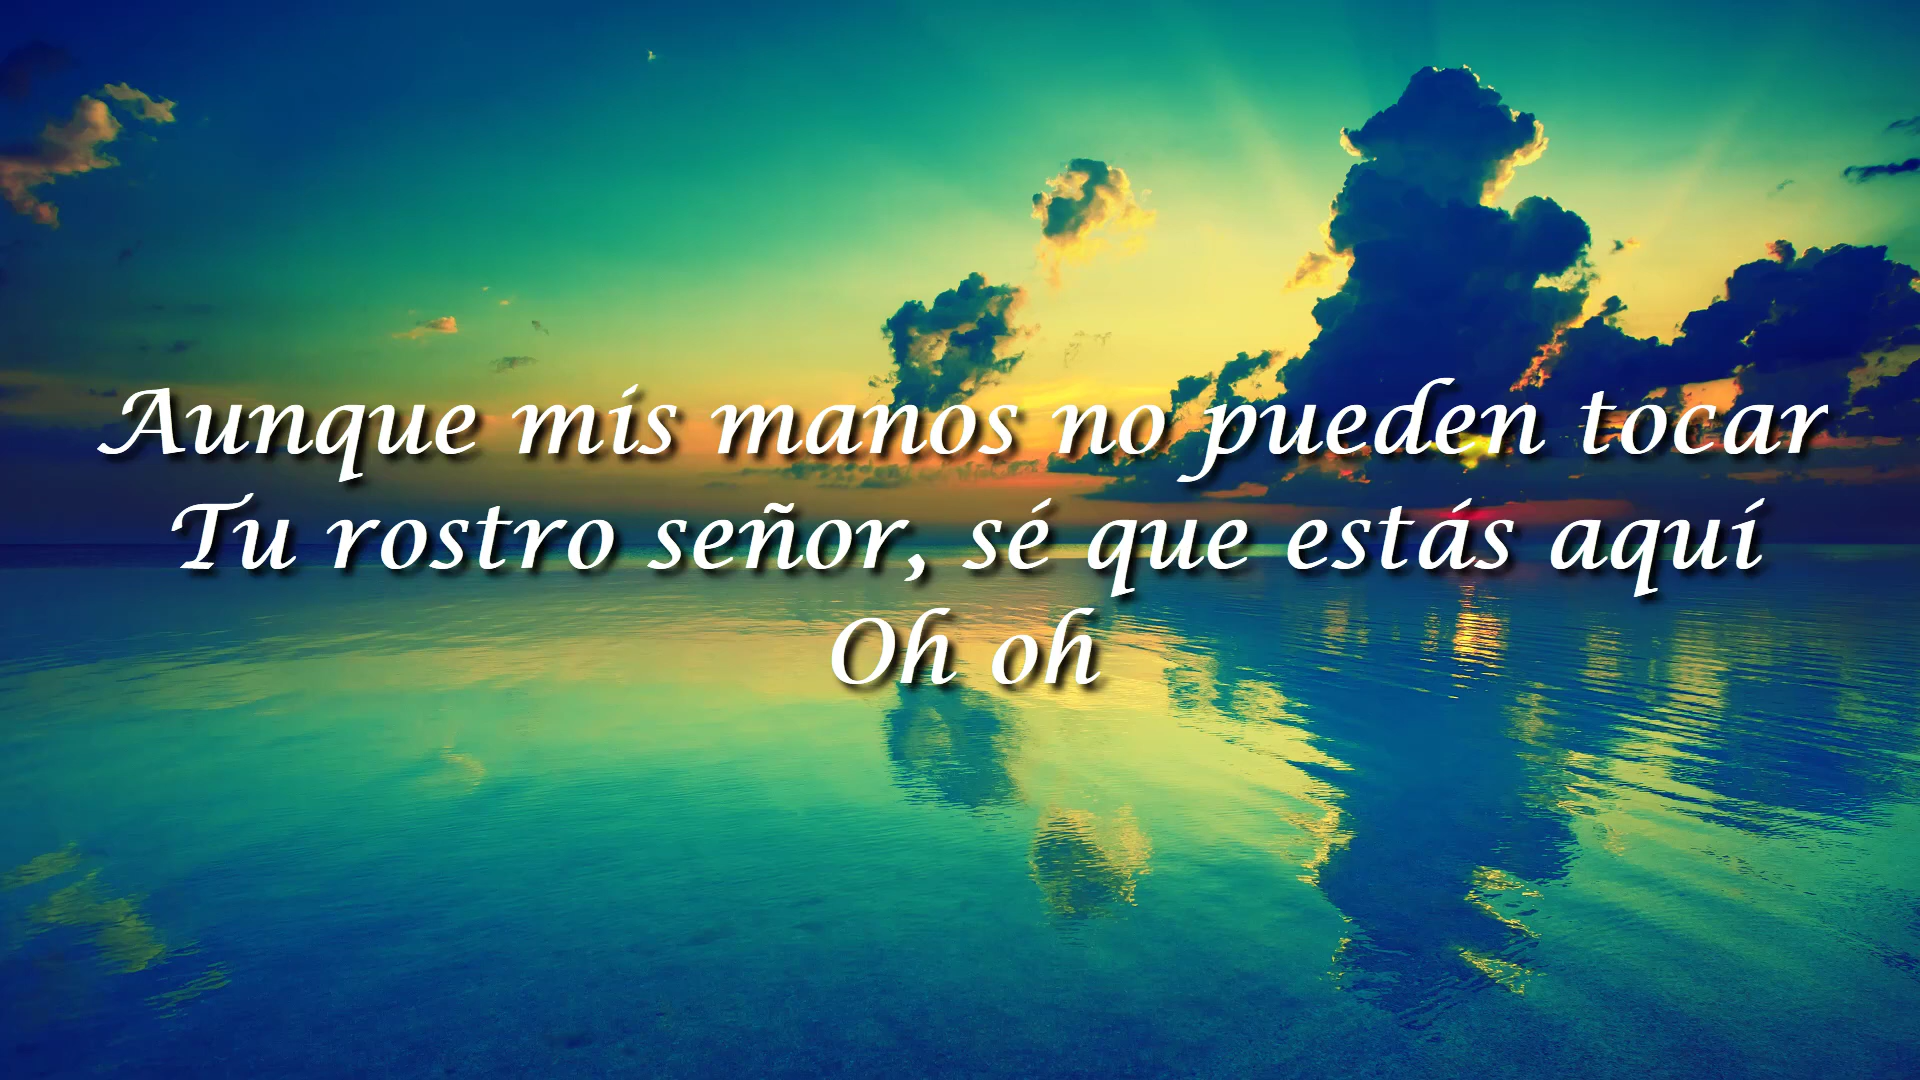 Aunque mis manos no pueden tocar
Tu rostro señor, sé que estás aquí
Oh oh